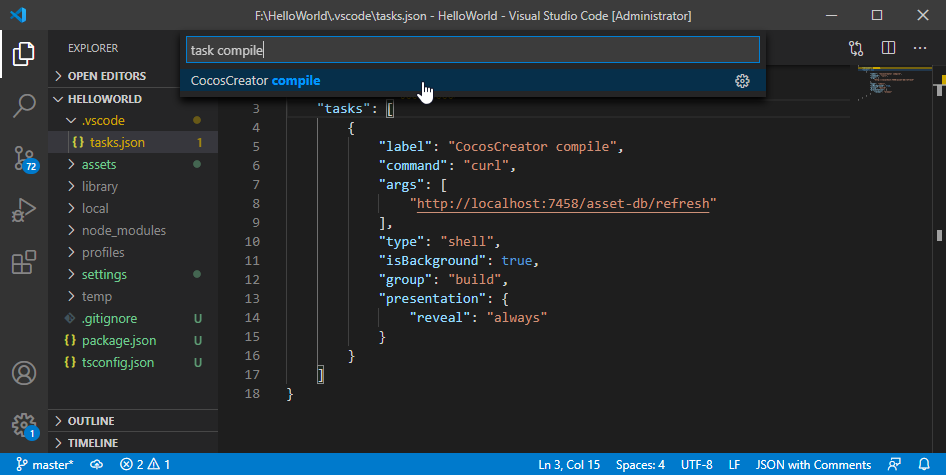 F:\HelloWorld\.vscode\tasks.json - HelloWorld - Visual Studio Code [Administrator]
EXPLORER
task compile
CocosCreator compile
OPEN EDITORS
HELLOWORLD
.vscode
tasks.json 1
assets
library
local
node_modules
profiles
settings
temp
.gitignore U
package.json U
tsconfig.json U
OUTLINE
TIMELINE
72
1
3 "tasks": [
4 {
5 "label": "CocosCreator compile",
6 "command": "curl",
7 "args": [
8 "http://localhost:7458/asset-db/refresh"
9 ],
10 "type": "shell",
11 "isBackground": true,
12 "group": "build",
13 "presentation": {
14 "reveal": "always"
15 }
16 }
17 ]
18 }
master* 2 1 Ln 3, Col 15 Spaces: 4 UTF-8 LF JSON with Comments